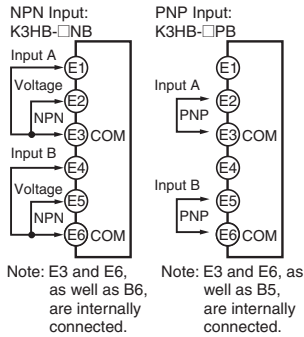 NPN Input:
K3HB-□NB
Input A
E1
Voltage
E2
NPN
E3 COM
Input B
E4
Voltage
E5
NPN
E6 COM
Note: E3 and E6,
as well as B6,
are internally
connected.
PNP Input:
K3HB-□PB
E1
Input A
E2
PNP
E3 COM
E4
Input B
E5
PNP
E6 COM
Note: E3 and E6, as
well as B5,
are internally
connected.